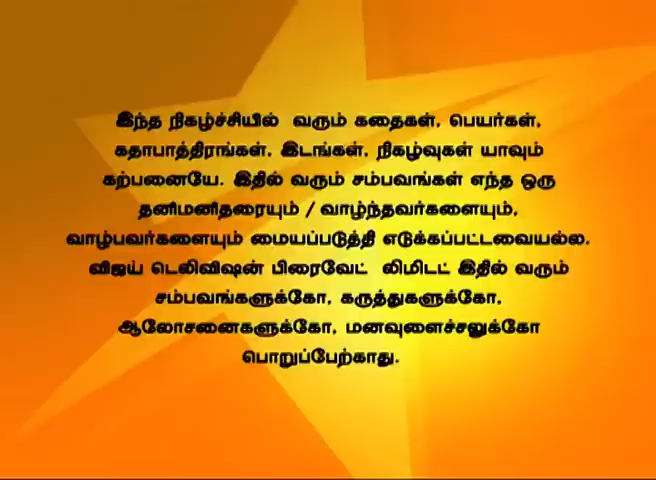 இந்த நிகழ்ச்சியில் வரும் கதைகள், பெயர்கள்,
கதாபாத்திரங்கள், இடங்கள், நிகழ்வுகள் யாவும்
கற்பனையே. இதில் வரும் சம்பவங்கள் எந்த ஒரு
தனிமனிதரையும் / வாழ்ந்தவர்களையும்,
வாழ்பவர்களையும் மையப்படுத்தி எடுக்கப்பட்டவையல்ல.
விஜய் டெலிவிஷன் பிரைவேட் லிமிடட் இதில் வரும்
சம்பவங்களுக்கோ, கருத்துகளுக்கோ,
ஆலோசனைகளுக்கோ, மனவுளைச்சலுக்கோ
பொறுப்பேற்காது.